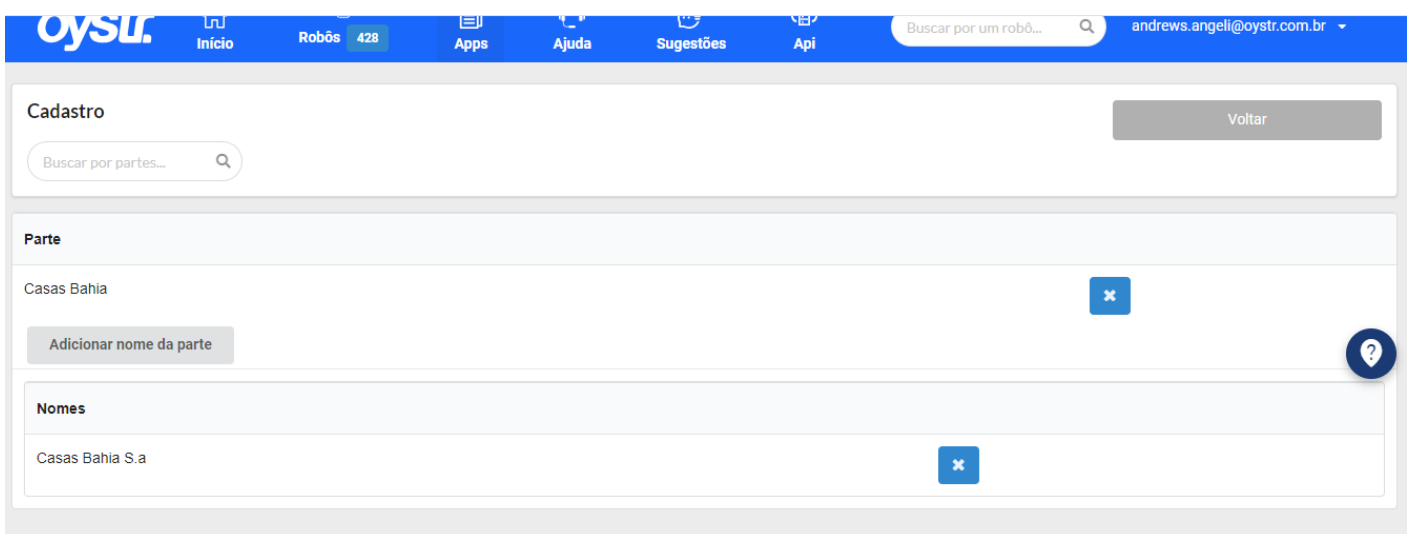 oystr.
Início
Robôs 428
Apps
Ajuda
Sugestões
Api
Buscar por um robô...
andrews.angeli@oystr.com.br
Cadastro
Voltar
Buscar por partes...
Parte
Casas Bahia
Adicionar nome da parte
?
Nomes
Casas Bahia S.a